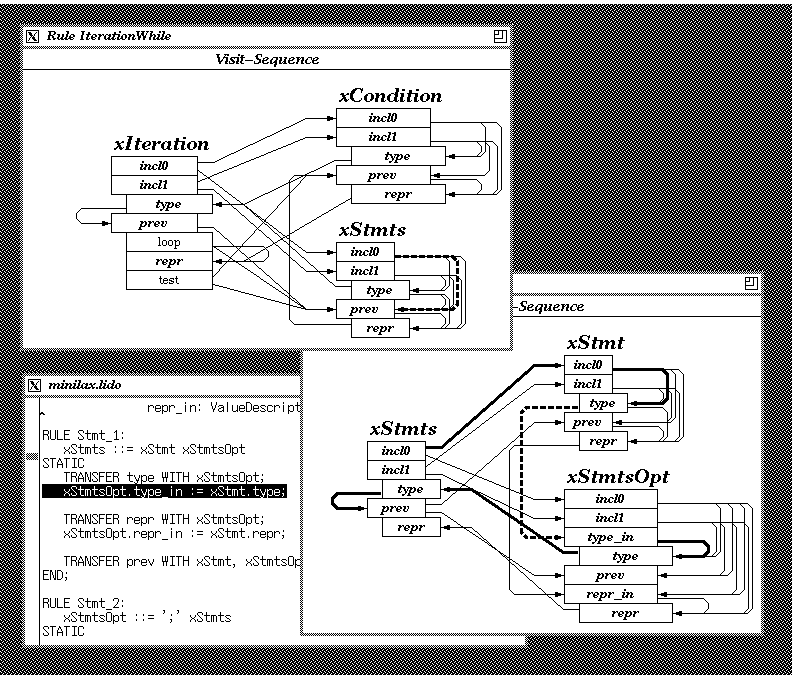 X Rule IterationWhile
Visit-Sequence
xCondition
incl0
incl1
type
prev
repr
xIteration
incl0
incl1
type
prev
loop
repr
test
xStmts
incl0
incl1
type
prev
repr
-Sequence
xStmt
incl0
incl1
type
prev
repr
xStmts
incl0
incl1
type
prev
repr
xStmtsOpt
incl0
incl1
type_in
type
prev
repr_in
repr
X minilax.lido
repr_in: ValueDescript
RULE Stmt_1:
xStmts ::= xStmt xStmtsOpt
STATIC
TRANSFER type WITH xStmtsOpt;
xStmtsOpt.type_in := xStmt.type;
TRANSFER repr WITH xStmtsOpt;
xStmtsOpt.repr_in := xStmt.repr;
TRANSFER prev WITH xStmt, xStmtsOp
END;
RULE Stmt_2:
xStmtsOpt ::= ';' xStmts
STATIC